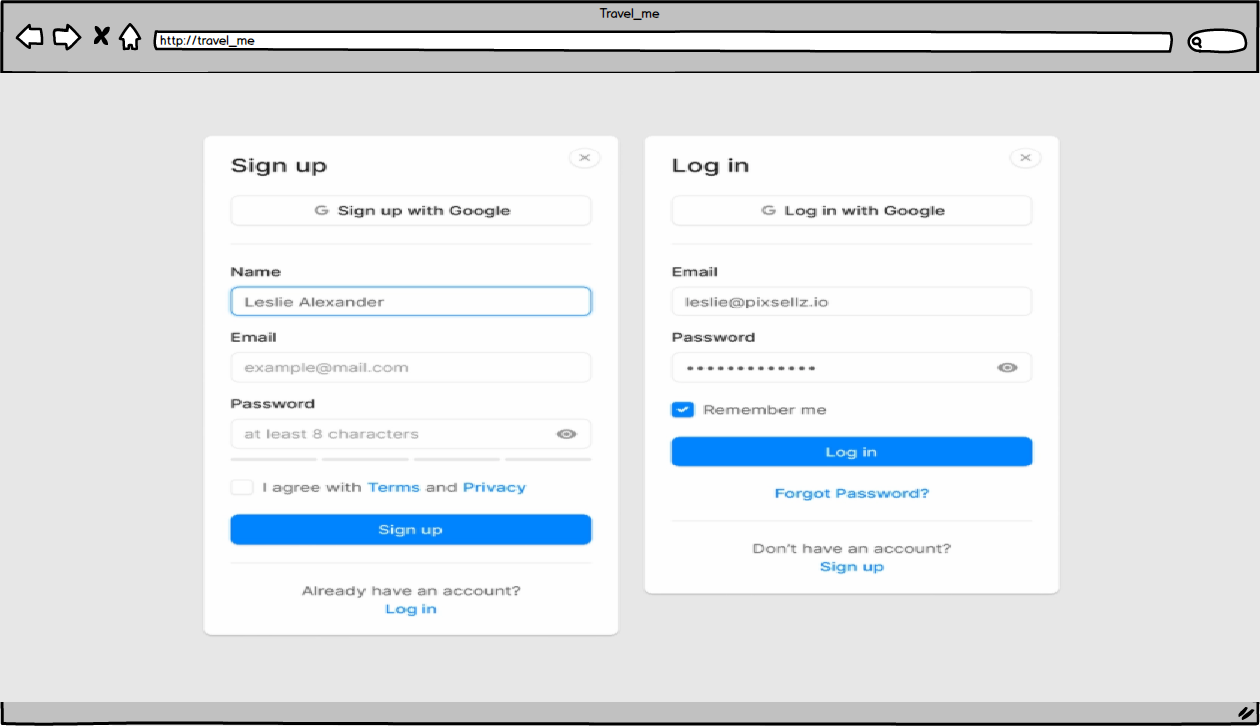 Travel_me
http://travel_me
Sign up
G Sign up with Google
Name
Leslie Alexander
Email
example@mail.com
Password
at least 8 characters
I agree with Terms and Privacy
Sign up
Already have an account?
Log in
Log in
G Log in with Google
Email
leslie@pixsellz.io
Password
•••••••••••••
Remember me
Log in
Forgot Password?
Don't have an account?
Sign up